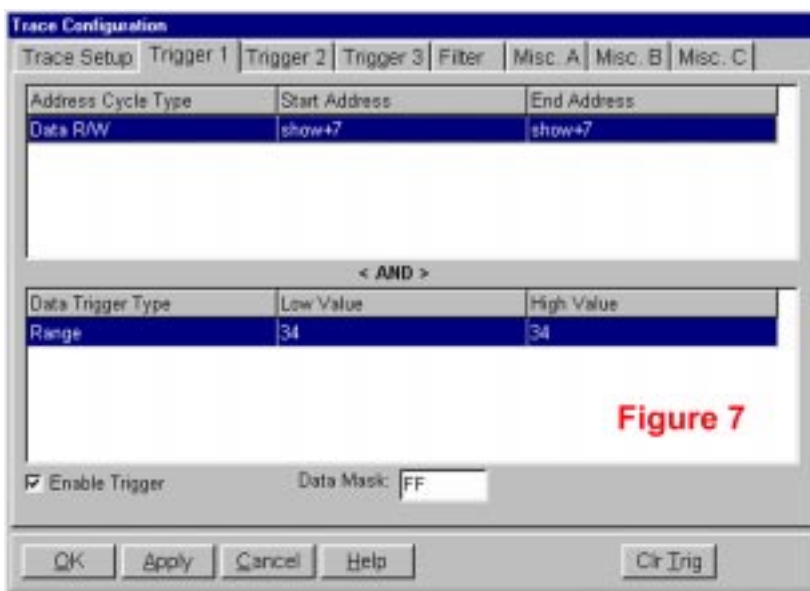 Trace Configuration
Trace Setup Trigger 1 Trigger 2 Trigger 3 Filter Misc. A Misc. B Misc. C
Address Cycle Type Start Address End Address
Data R/W show+7 show+7
< AND >
Data Trigger Type Low Value High Value
Range 34 34
Figure 7
Enable Trigger Data Mask: FF
OK Apply Cancel Help Clr Trig